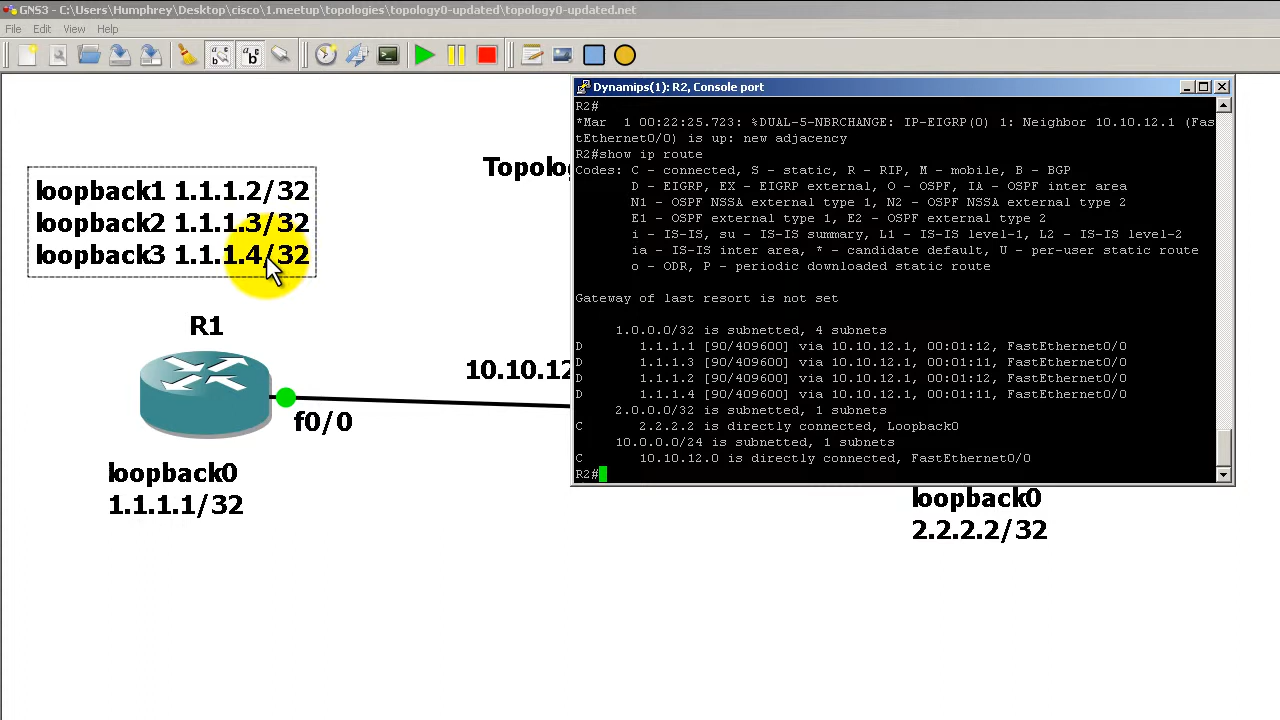 GNS3 - C:\Users\Humphrey\Desktop\cisco\1.meetup\topologies\topology0-updated\topology0-updated.net
File Edit View Help
Dynamips(1): R2, Console port
R2#
*Mar  1 00:22:25.723: %DUAL-5-NBRCHANGE: IP-EIGRP(0) 1: Neighbor 10.10.12.1 (Fas
tEthernet0/0) is up: new adjacency
R2#show ip route
Codes: C - connected, S - static, R - RIP, M - mobile, B - BGP
D - EIGRP, EX - EIGRP external, O - OSPF, IA - OSPF inter area
N1 - OSPF NSSA external type 1, N2 - OSPF NSSA external type 2
E1 - OSPF external type 1, E2 - OSPF external type 2
i - IS-IS, su - IS-IS summary, L1 - IS-IS level-1, L2 - IS-IS level-2
ia - IS-IS inter area, * - candidate default, U - per-user static route
o - ODR, P - periodic downloaded static route
Gateway of last resort is not set
1.0.0.0/32 is subnetted, 4 subnets
D 1.1.1.1 [90/409600] via 10.10.12.1, 00:01:12, FastEthernet0/0
D 1.1.1.3 [90/409600] via 10.10.12.1, 00:01:11, FastEthernet0/0
D 1.1.1.2 [90/409600] via 10.10.12.1, 00:01:12, FastEthernet0/0
D 1.1.1.4 [90/409600] via 10.10.12.1, 00:01:11, FastEthernet0/0
2.0.0.0/32 is subnetted, 1 subnets
C 2.2.2.2 is directly connected, Loopback0
10.0.0.0/24 is subnetted, 1 subnets
C 10.10.12.0 is directly connected, FastEthernet0/0
R2#
Topolo
loopback1 1.1.1.2/32
loopback2 1.1.1.3/32
loopback3 1.1.1.4/32
R1
10.10.12
f0/0
loopback0
1.1.1.1/32
loopback0
2.2.2.2/32